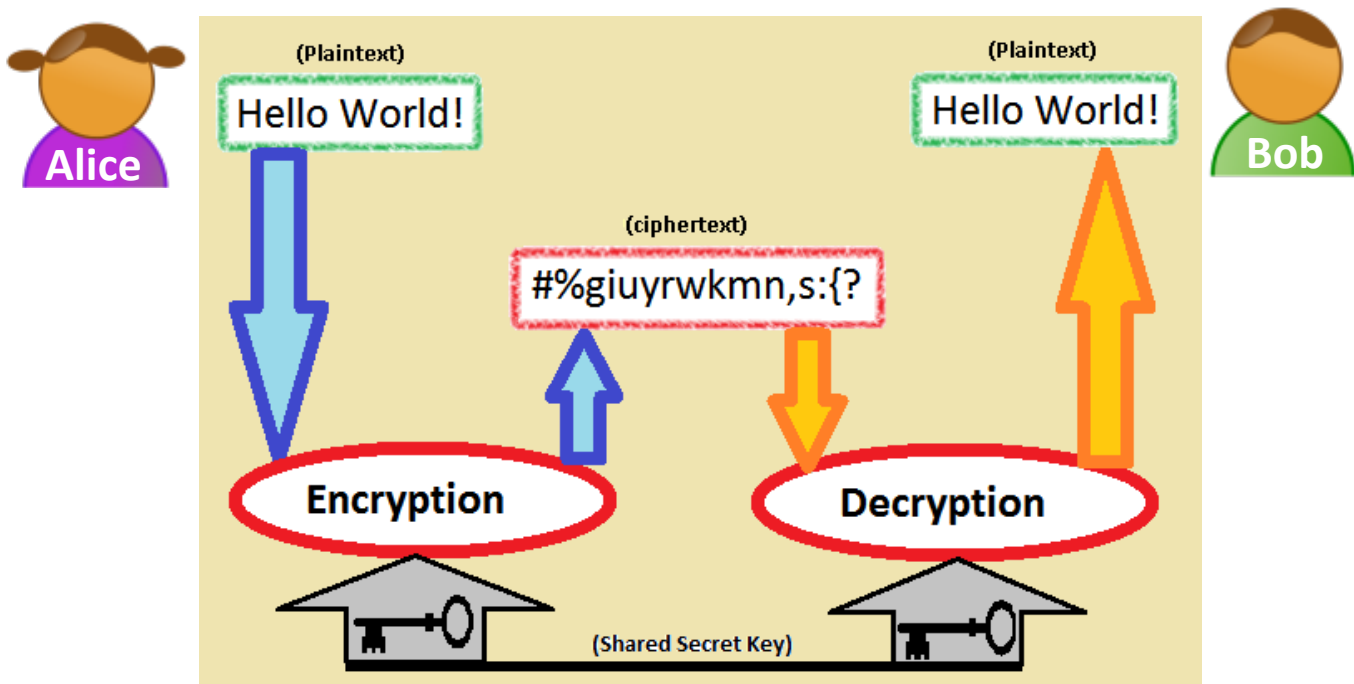 (Plaintext)
Hello World!
Alice
(Plaintext)
Hello World!
Bob
(ciphertext)
#%giuyrwkmn,s:{?
Encryption
Decryption
(Shared Secret Key)